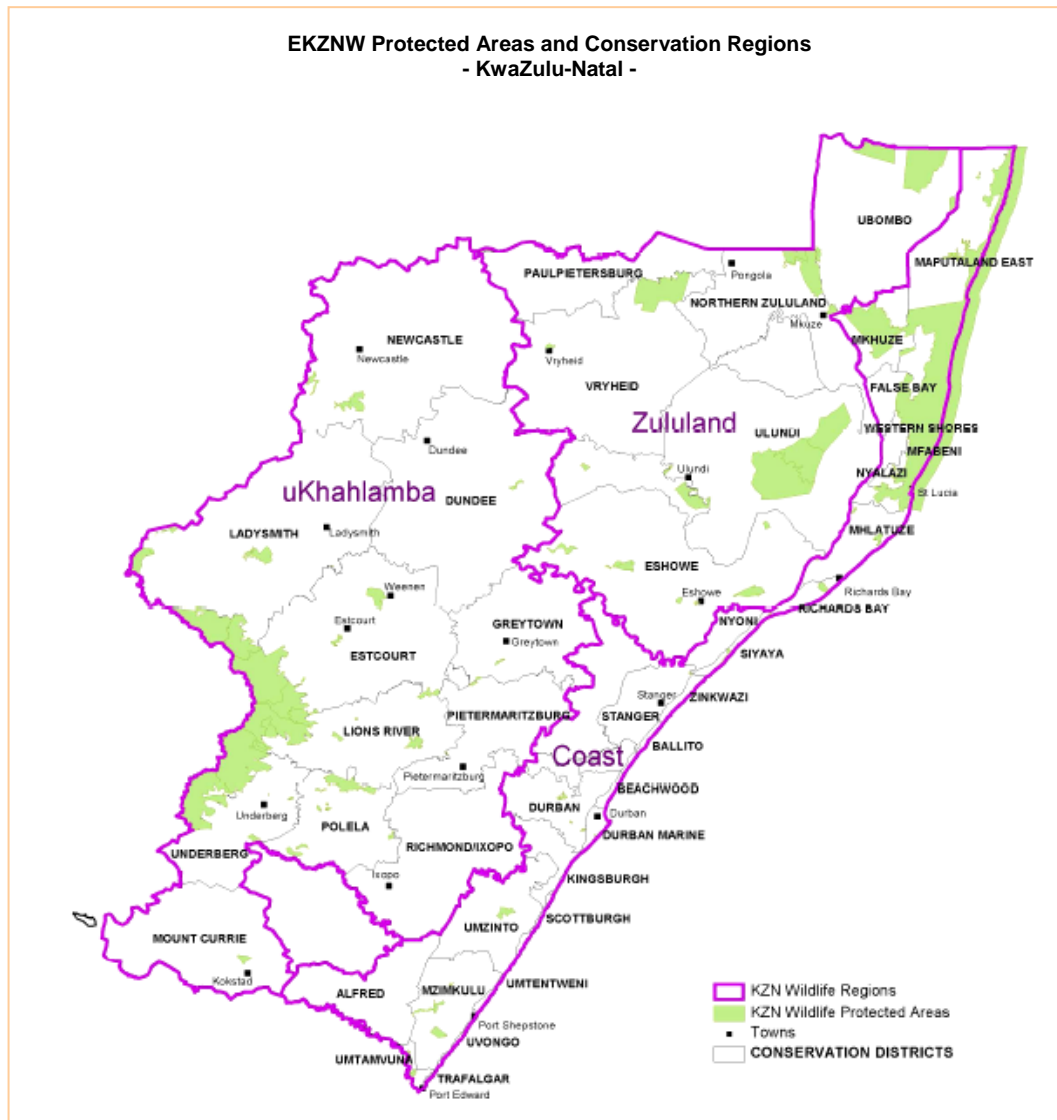 EKZNW Protected Areas and Conservation Regions
- KwaZulu-Natal -
UBOMBO
MAPUTALAND EAST
PAULPIETERSBURG
Pongola
NORTHERN ZULULAND
Mkuze
MKHUZE
NEWCASTLE
Newcastle
Vryheid
VRYHEID
FALSE BAY
Zululand
ULUNDI
WESTERN SHORES
MFABENI
Dundee
Ulundi
NYALAZI
St Lucia
uKhahlamba
DUNDEE
LADYSMITH
Ladysmith
MHLATUZE
ESHOWE
Weenen
Eshowe
Richards Bay
RICHARDS BAY
Estcourt
GREYTOWN
Greytown
NYONI
ESTCOURT
SIYAYA
Stanger
ZINKWAZI
STANGER
PIETERMARITZBURG
LIONS RIVER
BALLITO
Coast
Pietermaritzburg
BEACHWOOD
DURBAN
Durban
Underberg
POLELA
DURBAN MARINE
RICHMOND/IXOPO
UNDERBERG
Ixopo
KINGSBURGH
SCOTTBURGH
UMZINTO
MOUNT CURRIE
Kokstad
UMTENTWENI
ALFRED
MZIMKULU
Port Shepstone
UVONGO
UMTAMVUNA
TRAFALGAR
Port Edward
KZN Wildlife Regions
KZN Wildlife Protected Areas
Towns
CONSERVATION DISTRICTS